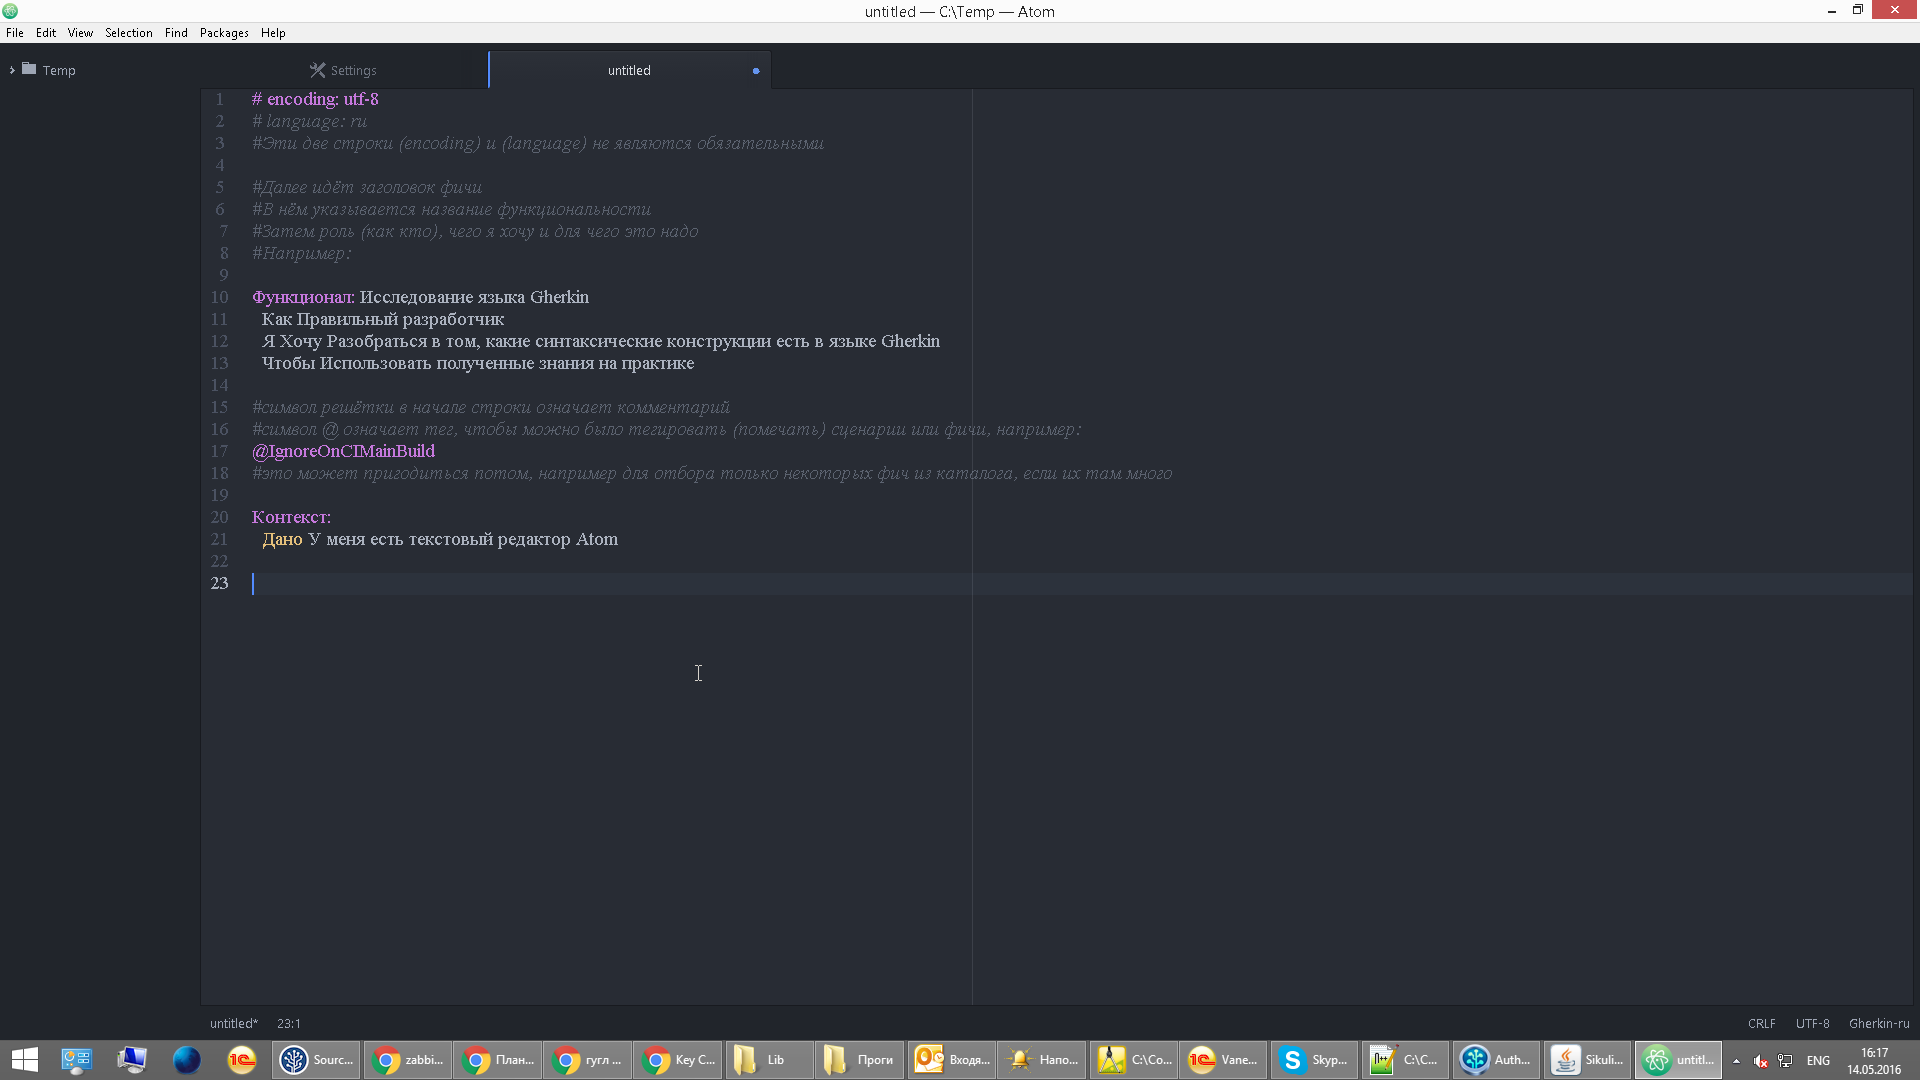 untitled — C:\Temp — Atom
File Edit View Selection Find Packages Help
Temp
Settings
untitled
1 # encoding: utf-8
2 # language: ru
3 #Эти две строки (encoding) и (language) не являются обязательными
4
5 #Далее идёт заголовок фичи
6 #В нём указывается название функциональности
7 #Затем роль (как кто), чего я хочу и для чего это надо
8 #Например:
9
10 Функционал: Исследование языка Gherkin
11 Как Правильный разработчик
12 Я Хочу Разобраться в том, какие синтаксические конструкции есть в языке Gherkin
13 Чтобы Использовать полученные знания на практике
14
15 #символ решётки в начале строки означает комментарий
16 #символ @ означает тег, чтобы можно было тегировать (помечать) сценарии или фичи, например:
17 @IgnoreOnCIMainBuild
18 #это может пригодиться потом, например для отбора только некоторых фич из каталога, если их там много
19
20 Контекст:
21 Дано У меня есть текстовый редактор Atom
22
23
untitled* 23:1 CRLF UTF-8 Gherkin-ru
Sourc... zabbi... План... гугл ... Key C... Lib Проги Входя... Напо... C:\Co... Vane... Skyp... C:\C... Auth... Sikuli... untitl... ENG 16:17
14.05.2016